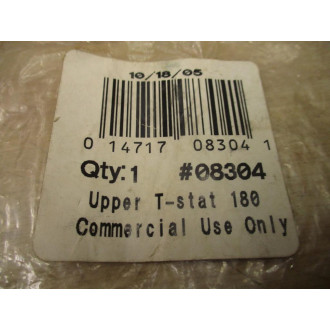 10/18/05
0 14717 08304 1
Qty:1 #08304
Upper T-stat 180
Commercial Use Only